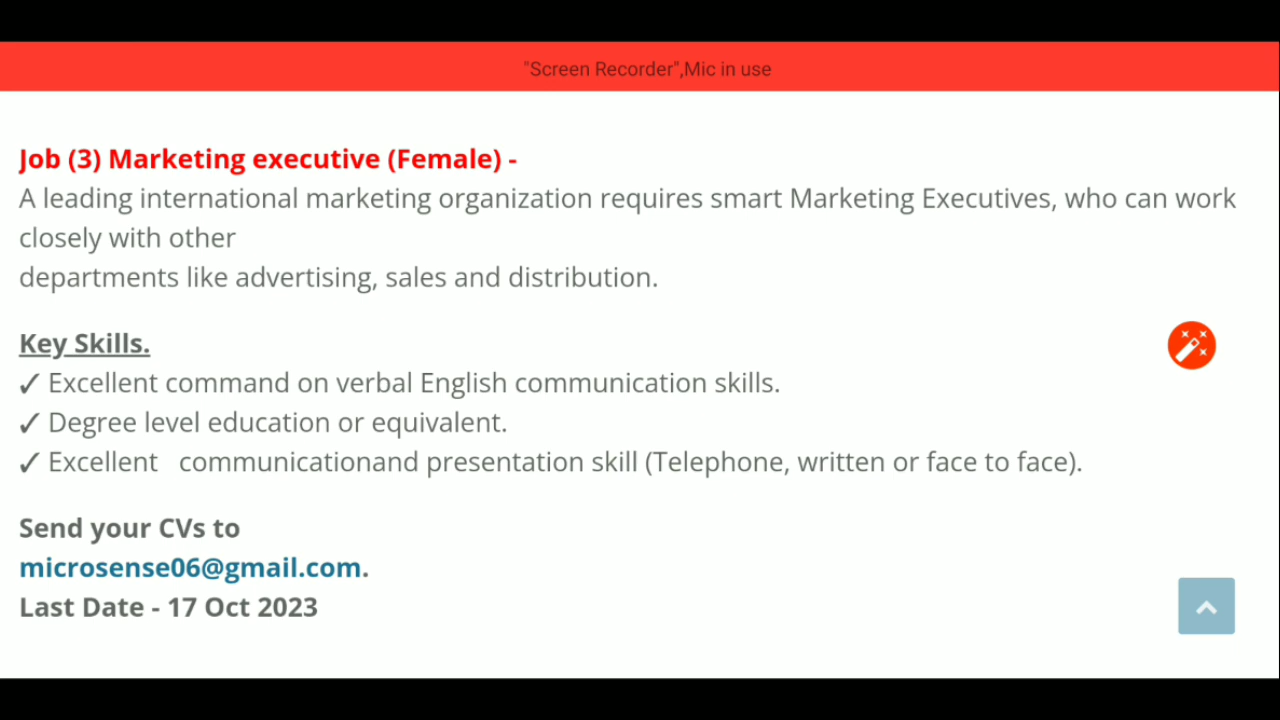 "Screen Recorder",Mic in use
Job (3) Marketing executive (Female) -
A leading international marketing organization requires smart Marketing Executives, who can work
closely with other
departments like advertising, sales and distribution.
Key Skills.
✓ Excellent command on verbal English communication skills.
✓ Degree level education or equivalent.
✓ Excellent communicationand presentation skill (Telephone, written or face to face).
Send your CVs to
microsense06@gmail.com.
Last Date - 17 Oct 2023